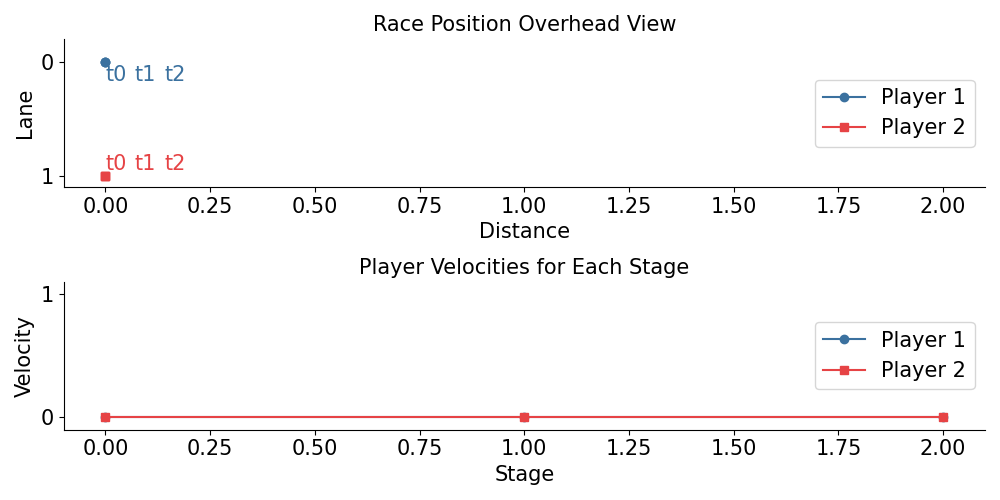 Race Position Overhead View
Lane
0
1
t0 t1 t2
t0 t1 t2
Player 1
Player 2
0.00 0.25 0.50 0.75 1.00 1.25 1.50 1.75 2.00
Distance
Player Velocities for Each Stage
Velocity
1
0
Player 1
Player 2
0.00 0.25 0.50 0.75 1.00 1.25 1.50 1.75 2.00
Stage